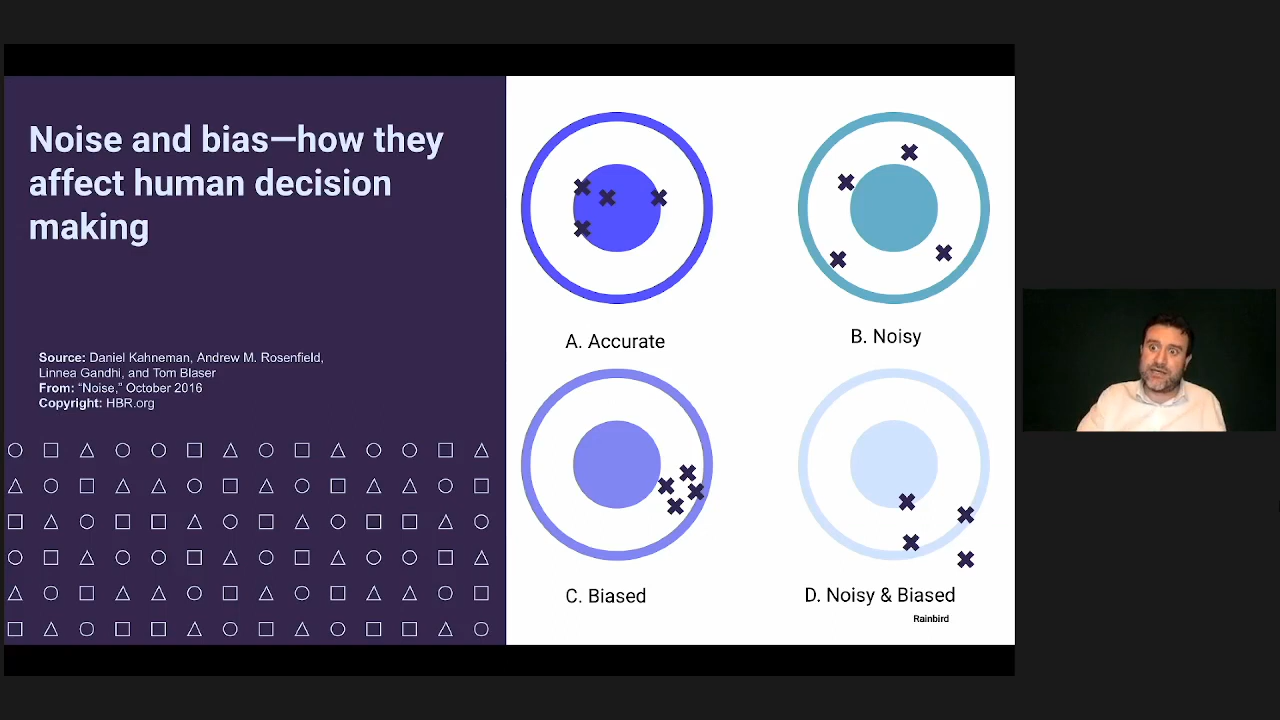 Noise and bias—how they
affect human decision
making
Source: Daniel Kahneman, Andrew M. Rosenfield,
Linnea Gandhi, and Tom Blaser
From: “Noise,” October 2016
Copyright: HBR.org
A. Accurate
B. Noisy
C. Biased
D. Noisy & Biased
Rainbird